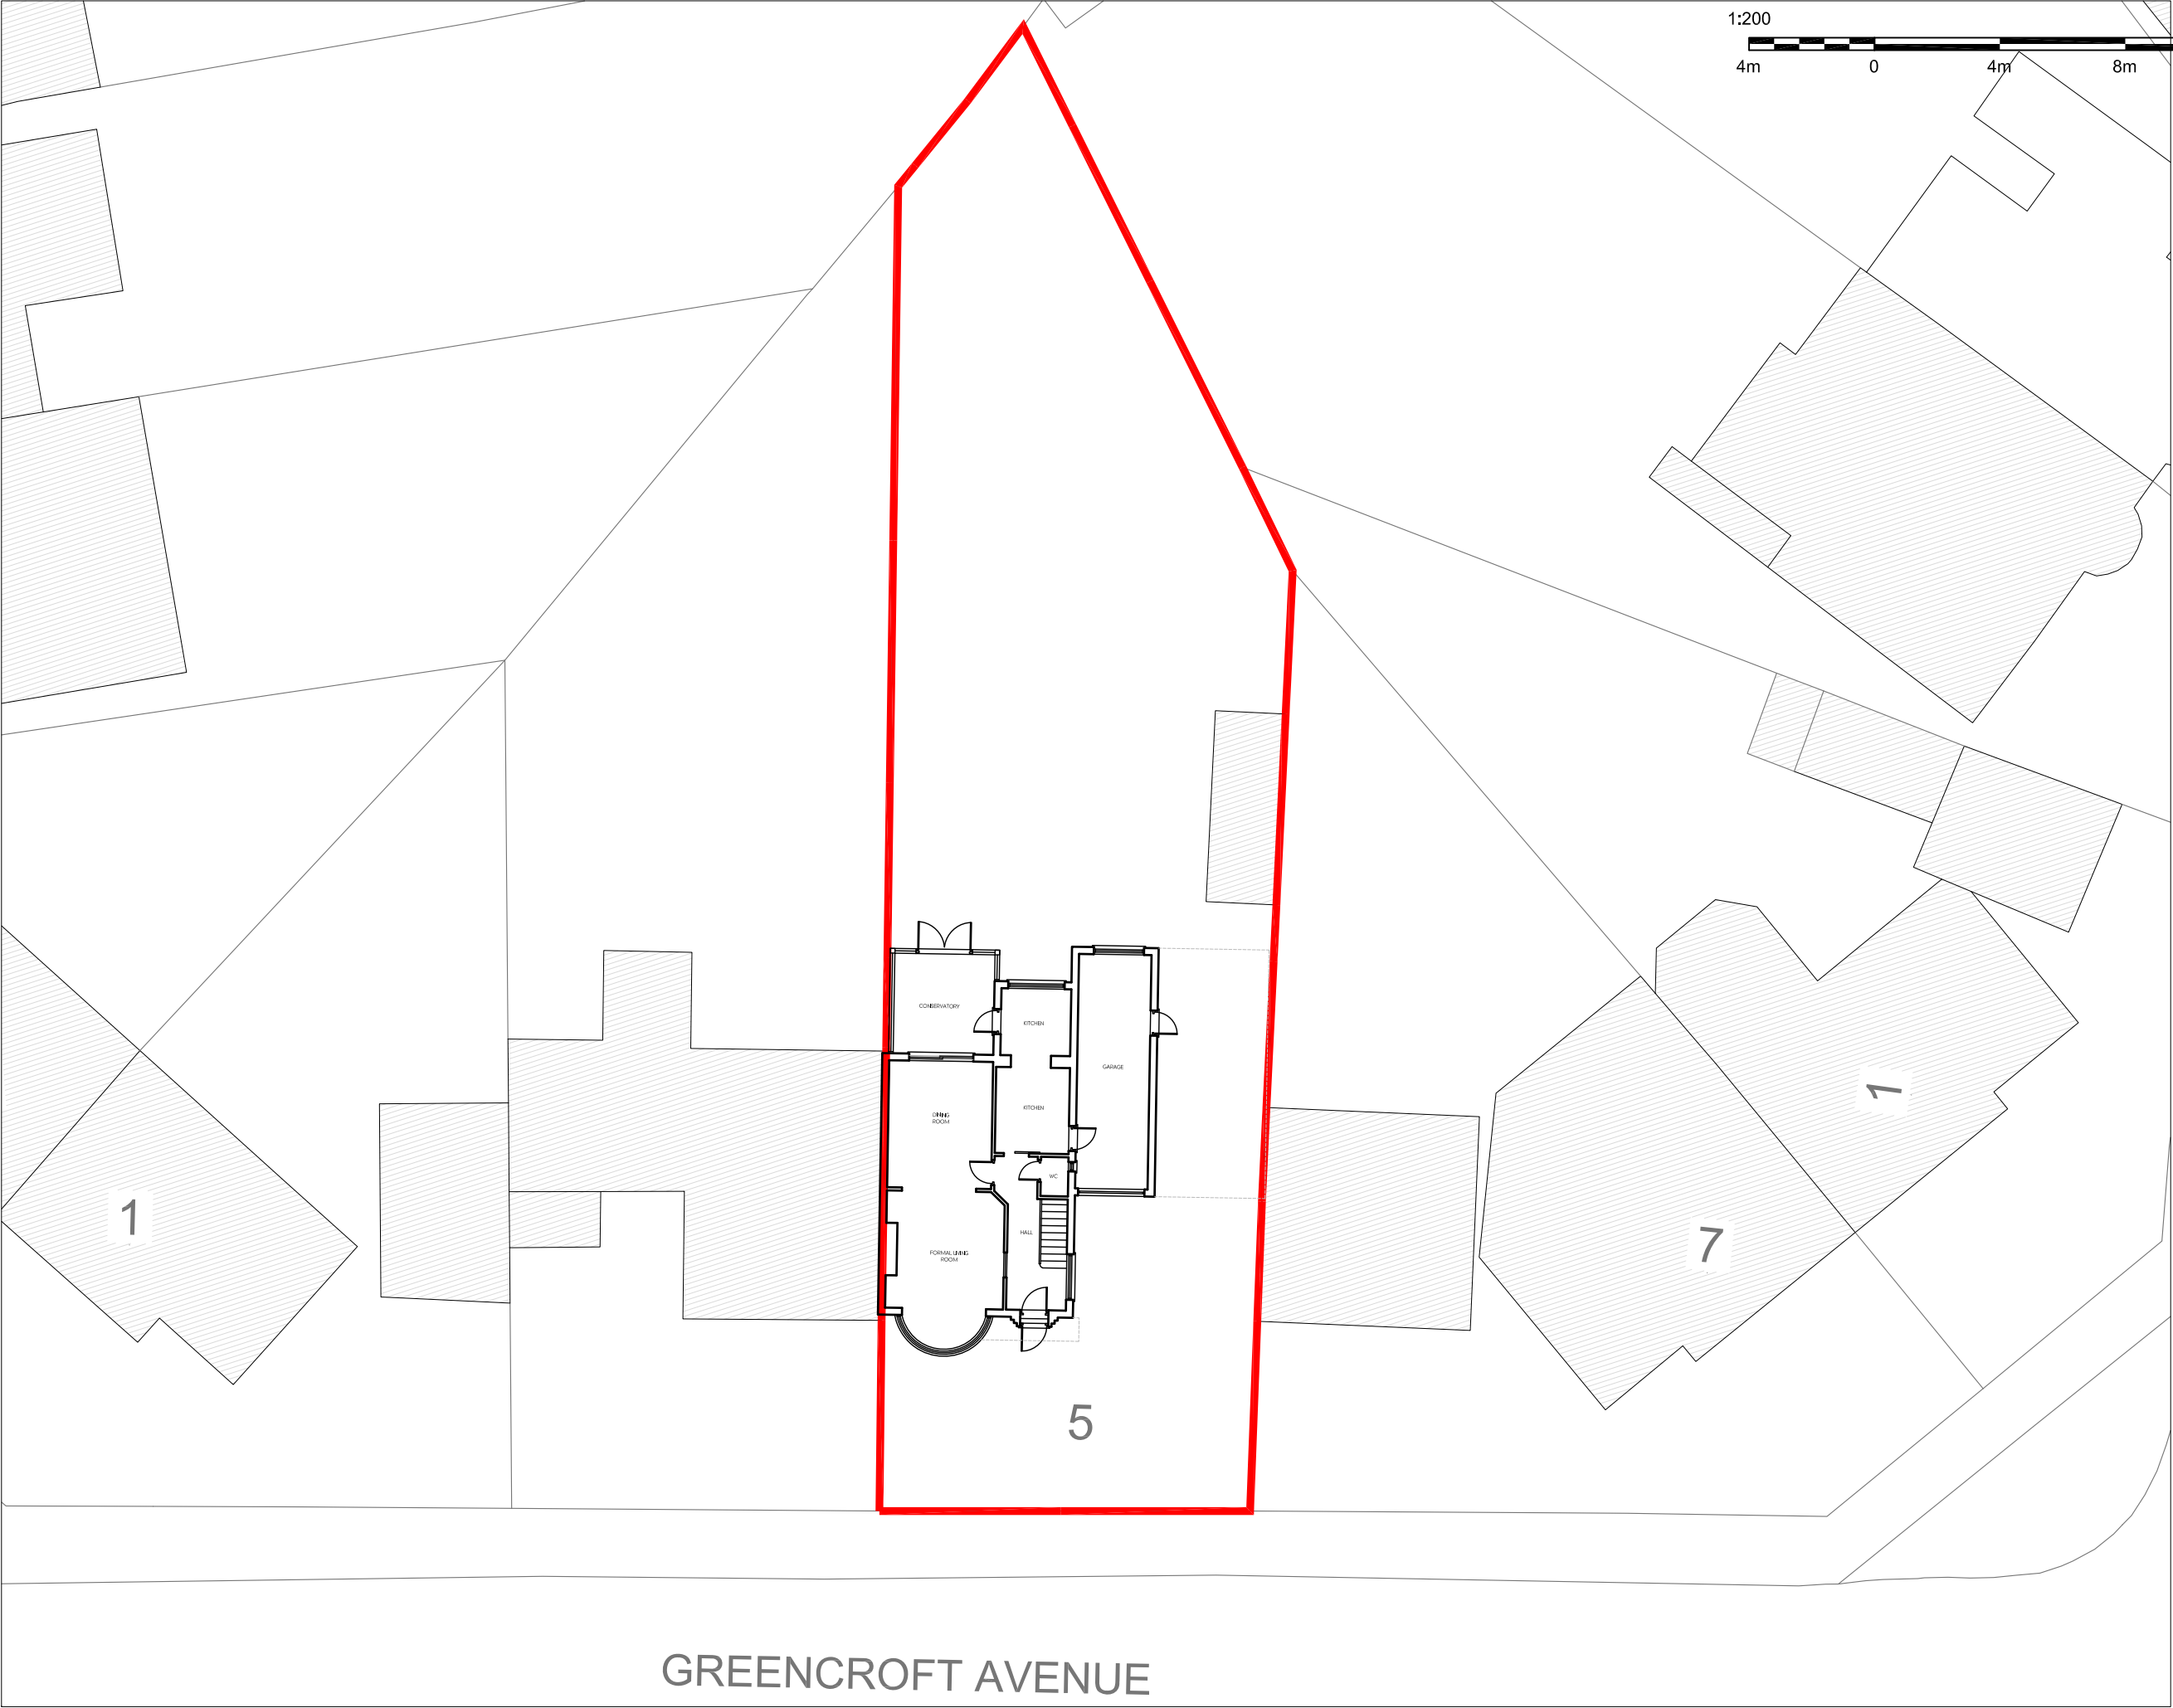 1:200
4m 0 4m 8m
CONSERVATORY
KITCHEN
GARAGE
KITCHEN
DINING
ROOM
WC
HALL
FORMAL LIVING
ROOM
1
1
7
5
GREENCROFT AVENUE